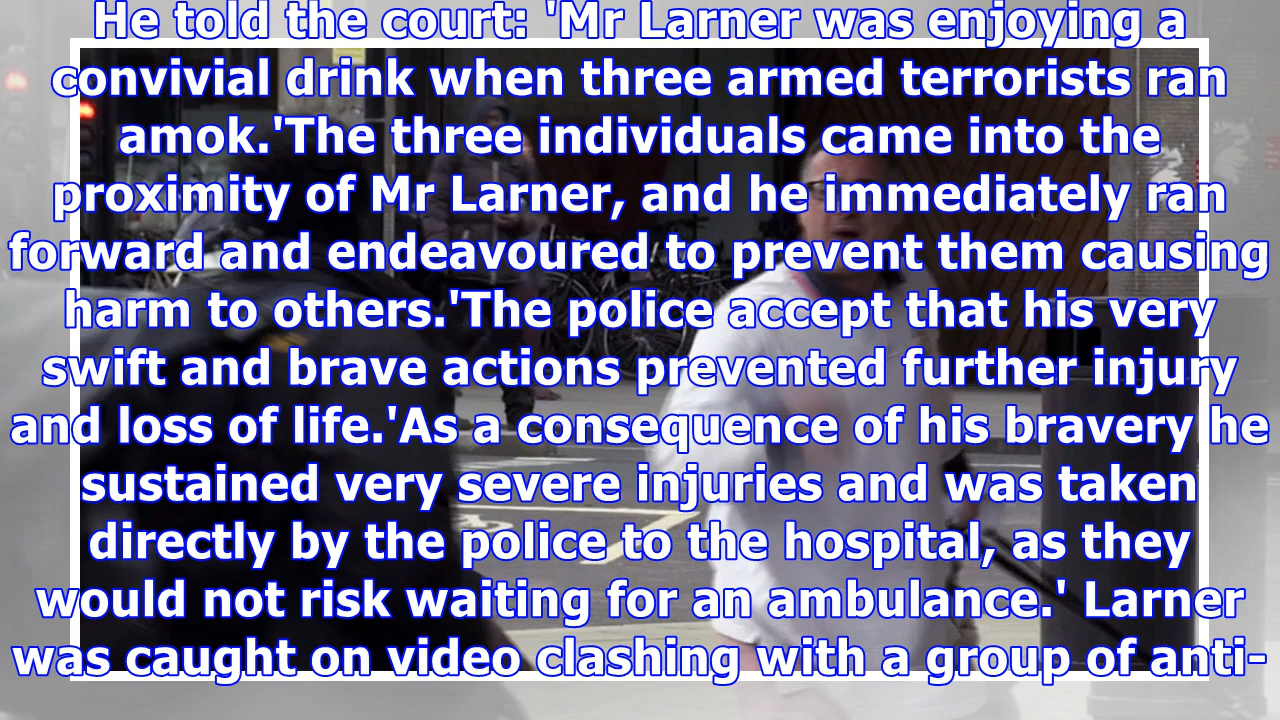 He told the court: 'Mr Larner was enjoying a
convivial drink when three armed terrorists ran
amok.'The three individuals came into the
proximity of Mr Larner, and he immediately ran
forward and endeavoured to prevent them causing
harm to others.'The police accept that his very
swift and brave actions prevented further injury
and loss of life.'As a consequence of his bravery he
sustained very severe injuries and was taken
directly by the police to the hospital, as they
would not risk waiting for an ambulance.' Larner
was caught on video clashing with a group of anti-